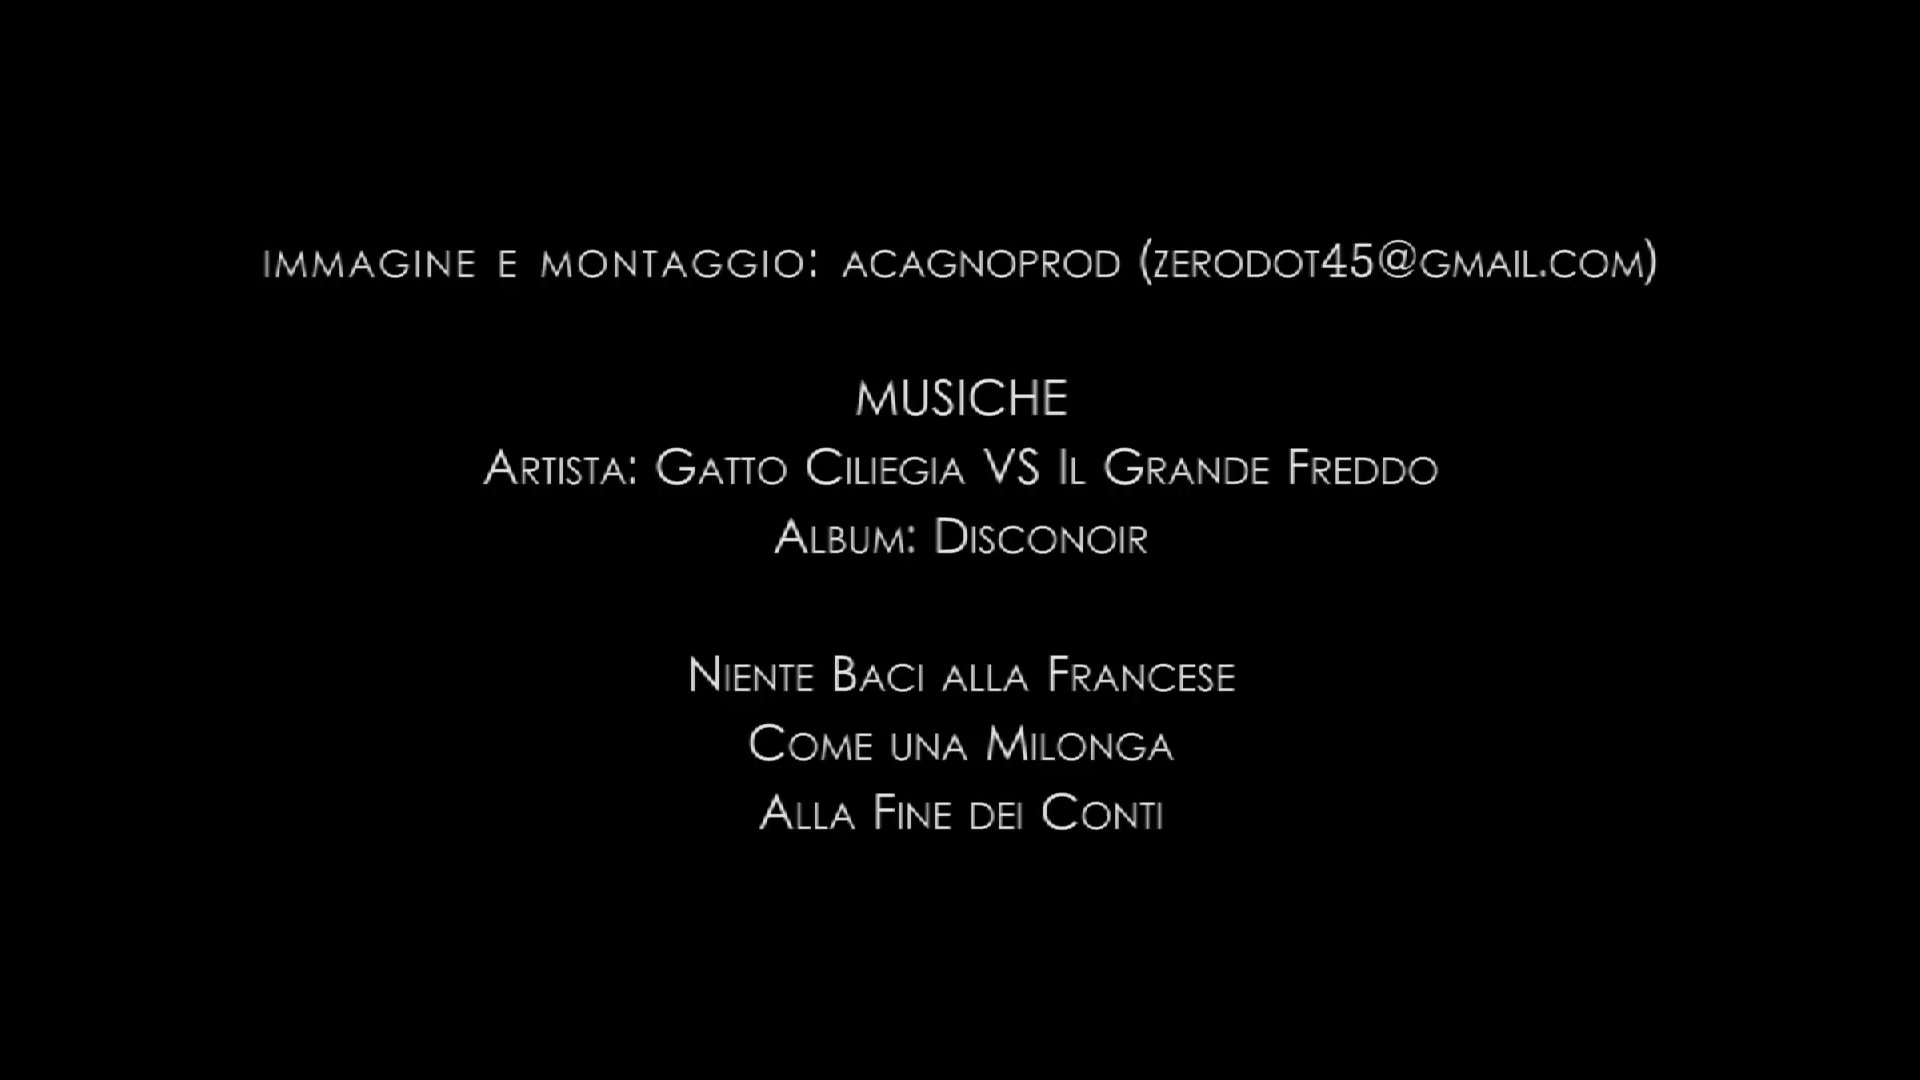 immagine e montaggio: acagnoprod (zerodot45@gmail.com)
MUSICHE
Artista: Gatto Ciliegia VS Il Grande Freddo
Album: Disconoir
Niente Baci alla Francese
Come una Milonga
Alla Fine dei Conti